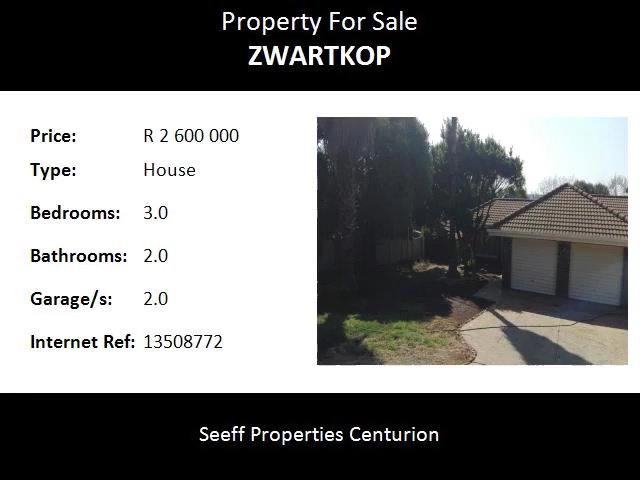 Property For Sale
ZWARTKOP
Price: R 2 600 000
Type: House
Bedrooms: 3.0
Bathrooms: 2.0
Garage/s: 2.0
Internet Ref: 13508772
Seeff Properties Centurion